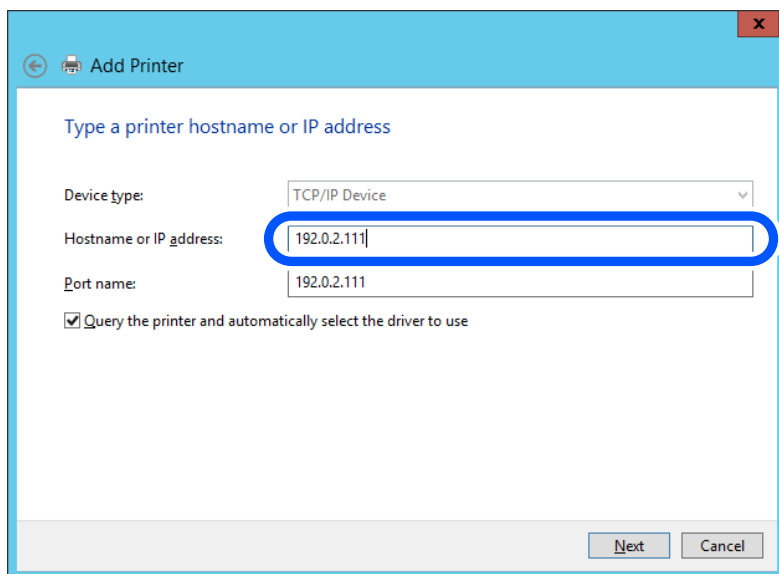 x
Add Printer
Type a printer hostname or IP address
Device type: TCP/IP Device
Hostname or IP address: 192.0.2.111
Port name: 192.0.2.111
Query the printer and automatically select the driver to use
Next Cancel